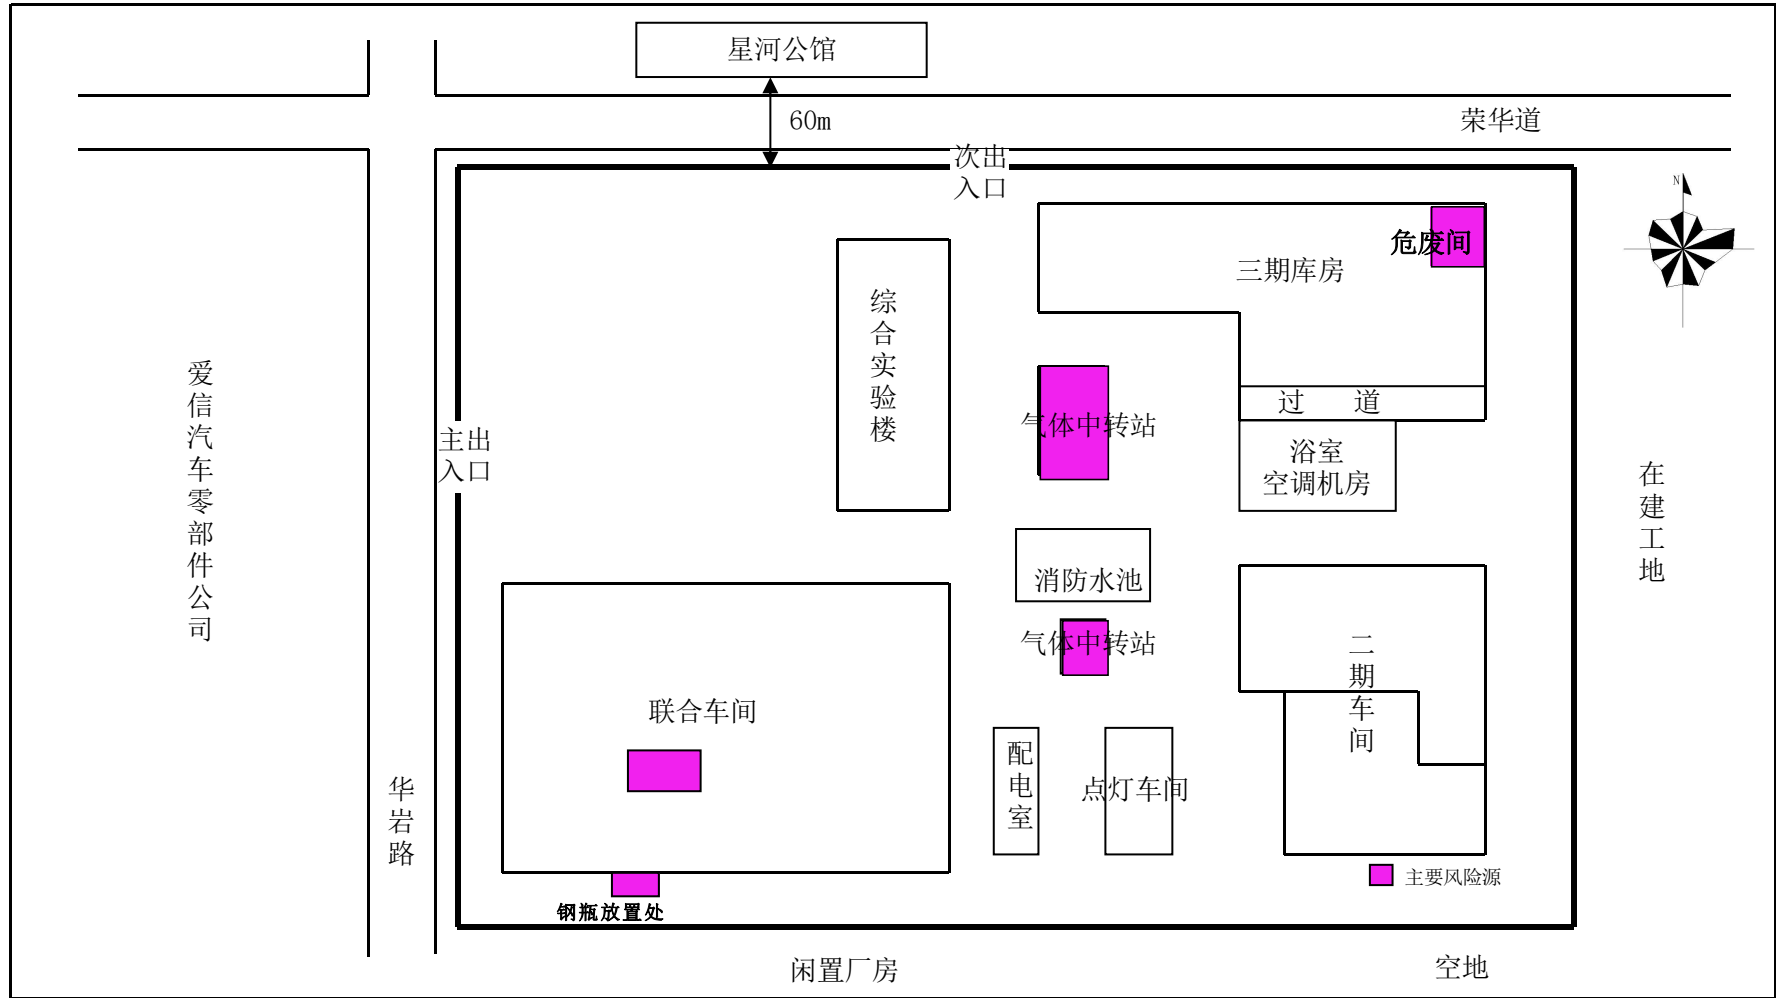 星河公馆
60m
荣华道
次出
入口
N
危废间
三期库房
综合实验楼
爱信汽车零部件公司
主出
入口
气体中转站
过 道
浴室
空调机房
在建工地
消防水池
气体中转站
二期车间
联合车间
配电室
点灯车间
华岩路
主要风险源
钢瓶放置处
闲置厂房
空地